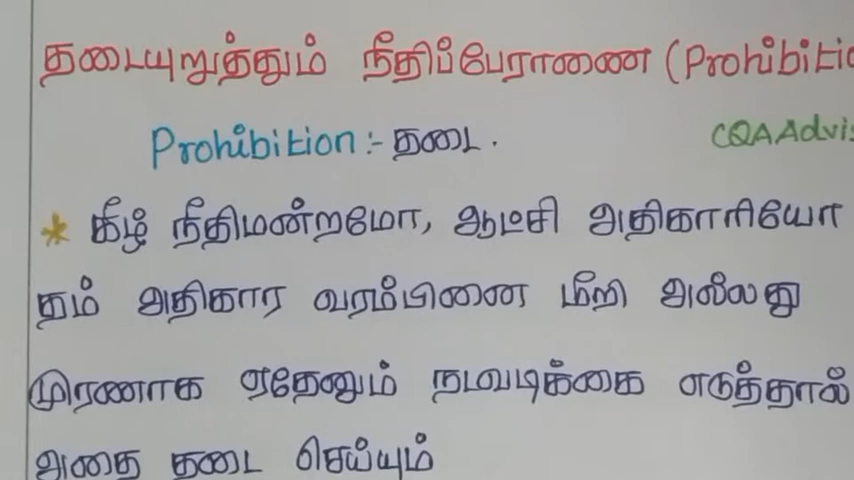 தடையுறுத்தும் நீதிப்பேராணை (Prohibitio
Prohibition :- தடை.
CQAAdvis
* கீழ் நீதிமன்றமோ, ஆட்சி அதிகாரியோ
தம் அதிகார வரம்பினை மீறி அல்லது
முரணாக ஏதேனும் நடவடிக்கை எடுத்தால்
அதை தடை செய்யும்